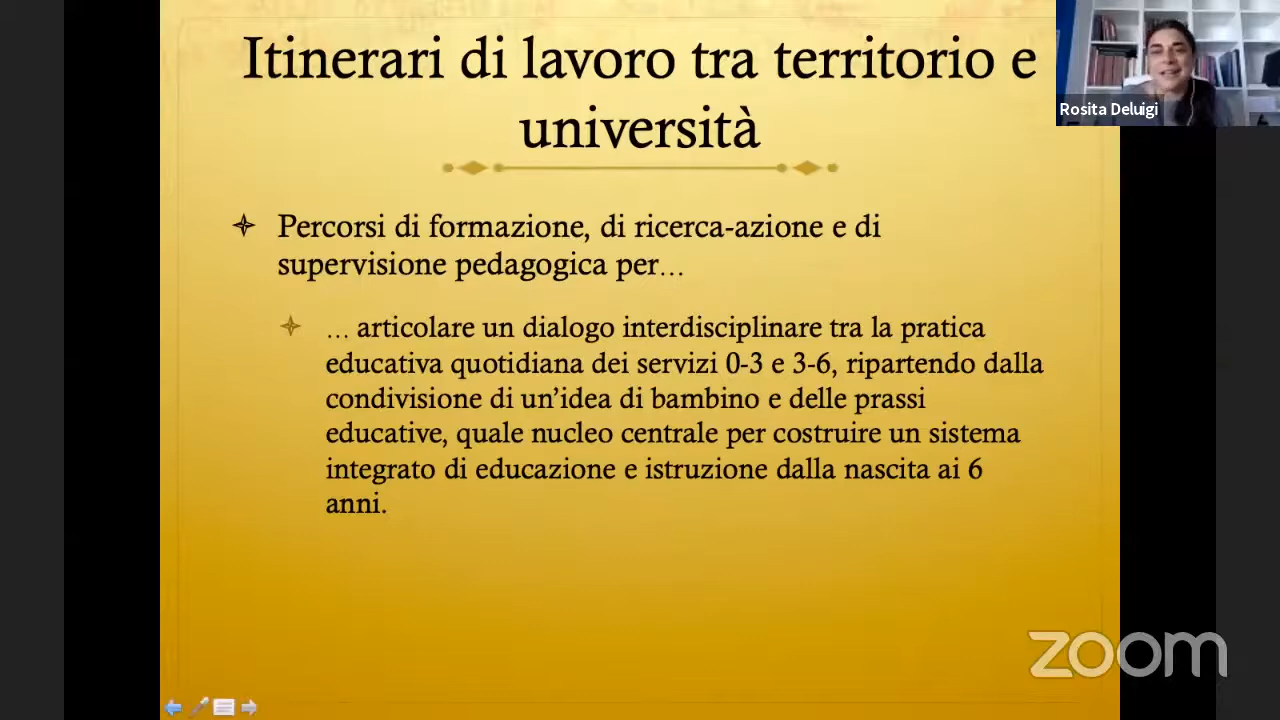 Itinerari di lavoro tra territorio e
università
Rosita Deluigi
Percorsi di formazione, di ricerca-azione e di
supervisione pedagogica per…
… articolare un dialogo interdisciplinare tra la pratica
educativa quotidiana dei servizi 0-3 e 3-6, ripartendo dalla
condivisione di un’idea di bambino e delle prassi
educative, quale nucleo centrale per costruire un sistema
integrato di educazione e istruzione dalla nascita ai 6
anni.
zoom